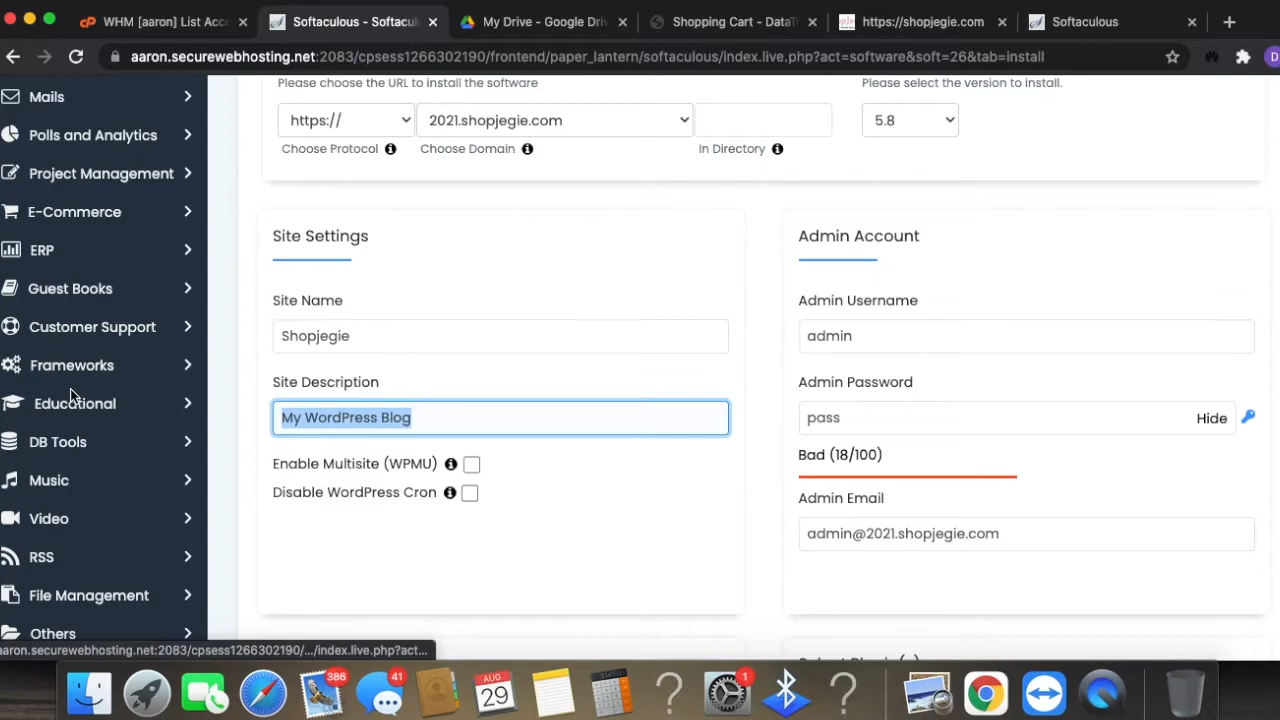 WHM [aaron] List Acc
Softaculous - Softacul
My Drive - Google Driv
Shopping Cart - DataT
https://shopjegie.com
Softaculous
aaron.securewebhosting.net:2083/cpsess1266302190/frontend/paper_lantern/softaculous/index.live.php?act=software&soft=26&tab=install
Please choose the URL to install the software
Please select the version to install.
https://
2021.shopjegie.com
5.8
Choose Protocol
Choose Domain
In Directory
Mails
Polls and Analytics
Project Management
E-Commerce
ERP
Guest Books
Customer Support
Frameworks
Educational
DB Tools
Music
Video
RSS
File Management
Others
Site Settings
Site Name
Shopjegie
Site Description
My WordPress Blog
Enable Multisite (WPMU)
Disable WordPress Cron
Admin Account
Admin Username
admin
Admin Password
pass
Hide
Bad (18/100)
Admin Email
admin@2021.shopjegie.com
aaron.securewebhosting.net:2083/cpsess1266302190/.../index.live.php?act...
386
41
AUG
29
1